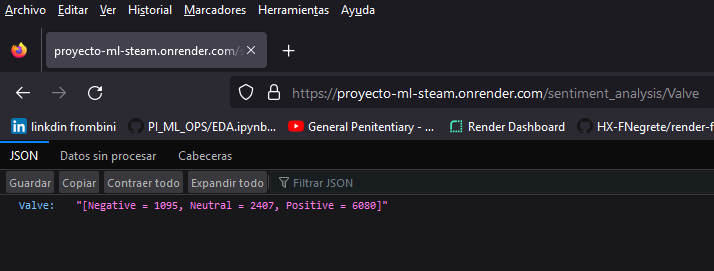 Archivo Editar Ver Historial Marcadores Herramientas Ayuda
proyecto-ml-steam.onrender.com/s
https://proyecto-ml-steam.onrender.com/sentiment_analysis/Valve
linkdin frombini PI_ML_OPS/EDA.ipynb... General Penitentiary - ... Render Dashboard HX-FNegrete/render-f
JSON Datos sin procesar Cabeceras
Guardar Copiar Contraer todo Expandir todo Filtrar JSON
Valve: "[Negative = 1095, Neutral = 2407, Positive = 6080]"